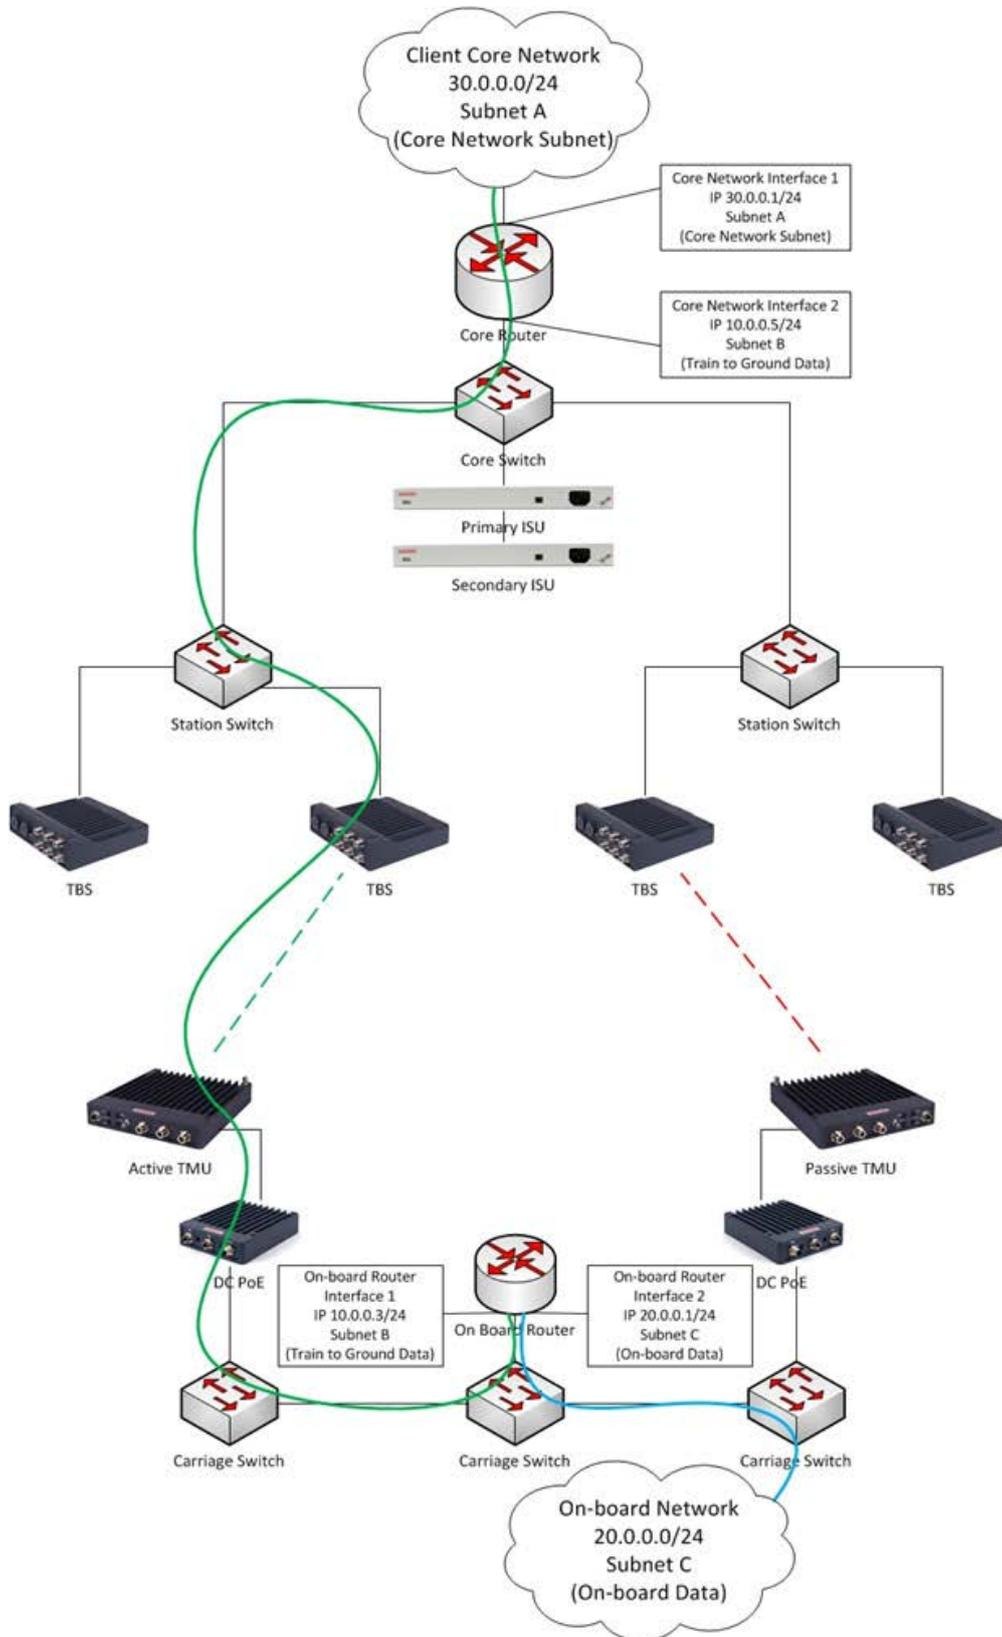 Client Core Network
30.0.0.0/24
Subnet A
(Core Network Subnet)
Core Network Interface 1
IP 30.0.0.1/24
Subnet A
(Core Network Subnet)
Core Router
Core Network Interface 2
IP 10.0.0.5/24
Subnet B
(Train to Ground Data)
Core Switch
Primary ISU
Secondary ISU
Station Switch
Station Switch
TBS
TBS
TBS
TBS
Active TMU
Passive TMU
DC PoE
On-board Router
Interface 1
IP 10.0.0.3/24
Subnet B
(Train to Ground Data)
On Board Router
On-board Router
Interface 2
IP 20.0.0.1/24
Subnet C
(On-board Data)
DC PoE
Carriage Switch
Carriage Switch
Carriage Switch
On-board Network
20.0.0.0/24
Subnet C
(On-board Data)